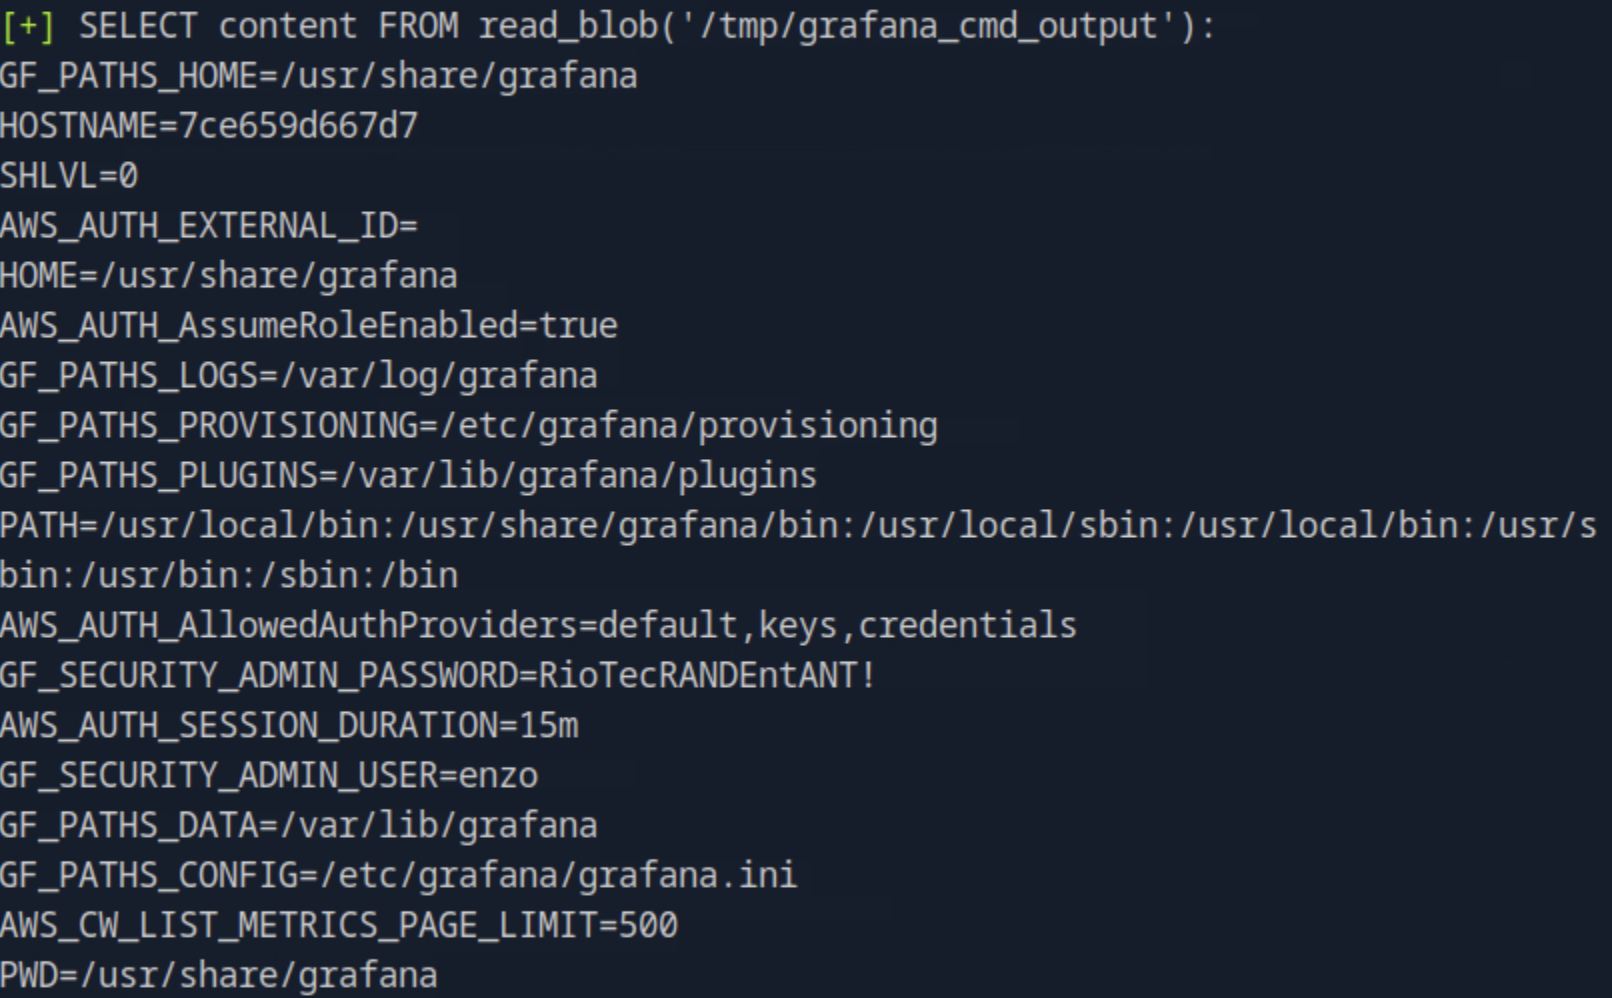 [+] SELECT content FROM read_blob('/tmp/grafana_cmd_output'):
GF_PATHS_HOME=/usr/share/grafana
HOSTNAME=7ce659d667d7
SHLVL=0
AWS_AUTH_EXTERNAL_ID=
HOME=/usr/share/grafana
AWS_AUTH_AssumeRoleEnabled=true
GF_PATHS_LOGS=/var/log/grafana
GF_PATHS_PROVISIONING=/etc/grafana/provisioning
GF_PATHS_PLUGINS=/var/lib/grafana/plugins
PATH=/usr/local/bin:/usr/share/grafana/bin:/usr/local/sbin:/usr/local/bin:/usr/s
bin:/usr/bin:/sbin:/bin
AWS_AUTH_AllowedAuthProviders=default,keys,credentials
GF_SECURITY_ADMIN_PASSWORD=RioTecRANDEntANT!
AWS_AUTH_SESSION_DURATION=15m
GF_SECURITY_ADMIN_USER=enzo
GF_PATHS_DATA=/var/lib/grafana
GF_PATHS_CONFIG=/etc/grafana/grafana.ini
AWS_CW_LIST_METRICS_PAGE_LIMIT=500
PWD=/usr/share/grafana